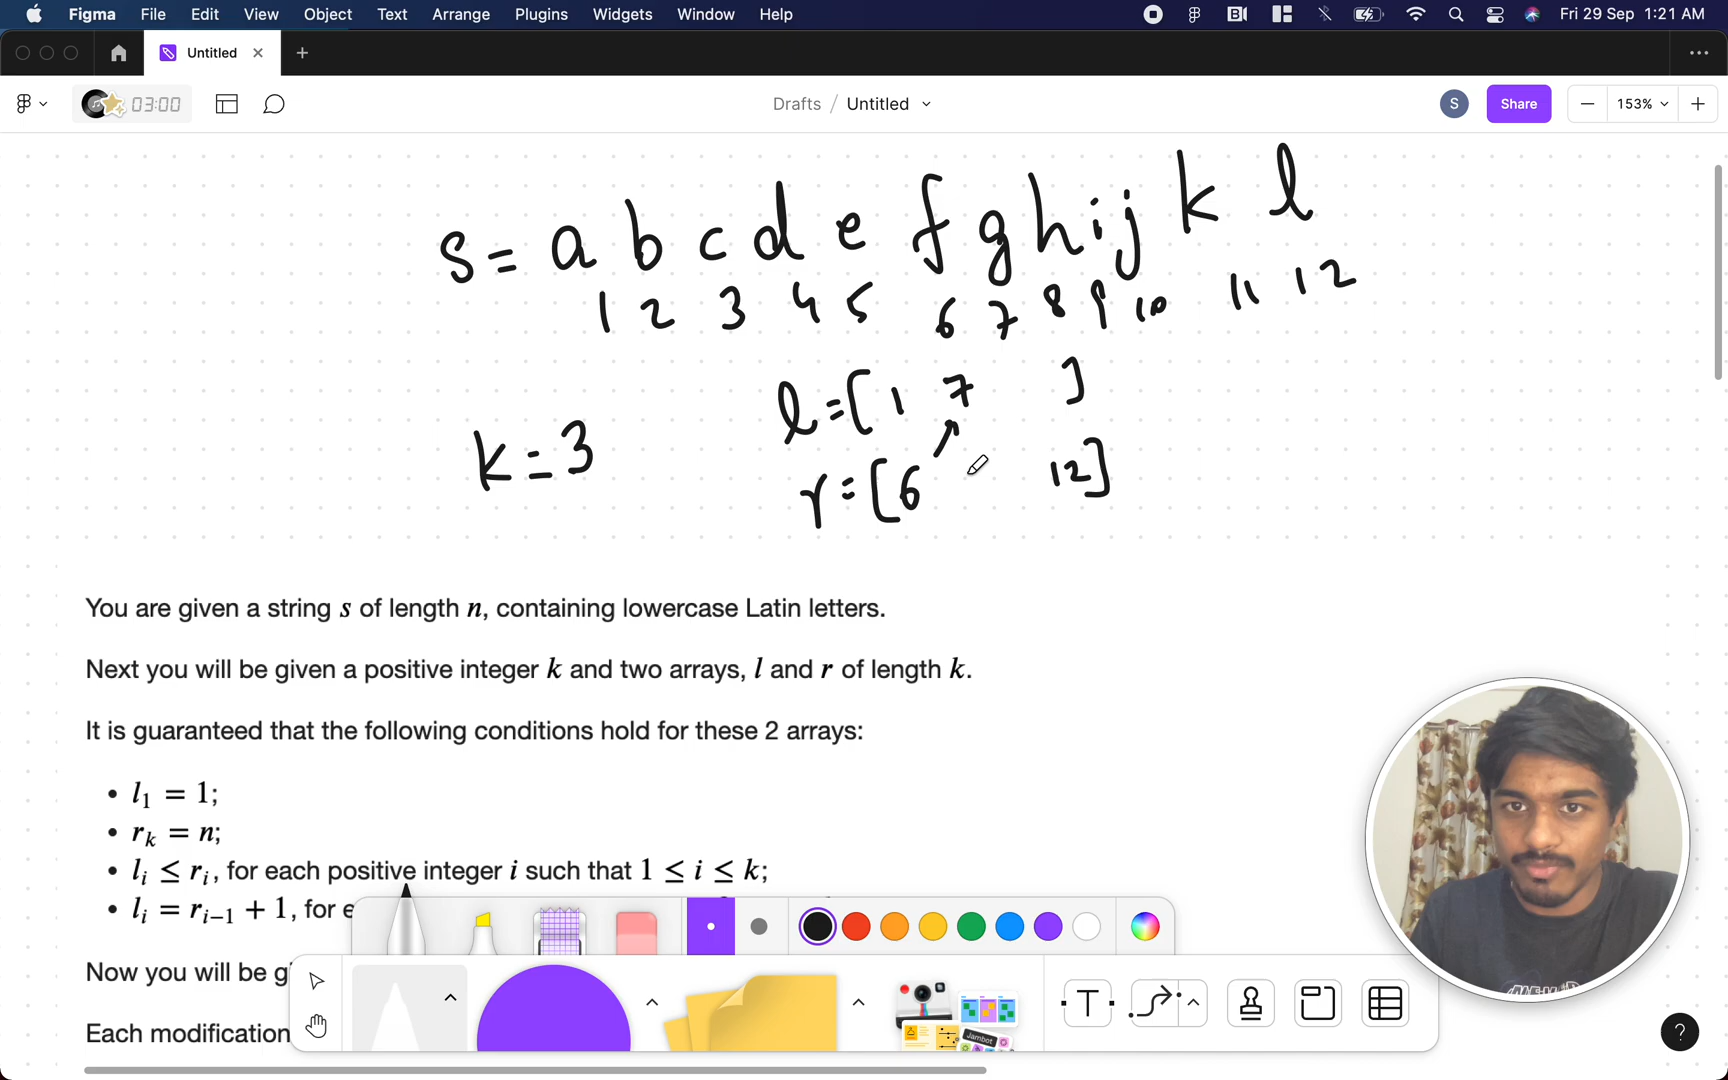 Figma File Edit View Object Text Arrange Plugins Widgets Window Help Fri 29 Sep 1:21 AM
Untitled
03:00 Drafts / Untitled S Share 153%
s = a b c d e f g h i j k l
1 2 3 4 5 6 7 8 9 10 11 12
l = [ 1 7 ]
k = 3
r = [ 6 12 ]
You are given a string s of length n, containing lowercase Latin letters.
Next you will be given a positive integer k and two arrays, l and r of length k.
It is guaranteed that the following conditions hold for these 2 arrays:
• l₁ = 1;
• rₖ = n;
• lᵢ ≤ rᵢ, for each positive integer i such that 1 ≤ i ≤ k;
• lᵢ = rᵢ₋₁ + 1, for e
Now you will be gi
Each modification
T
Jambot
?